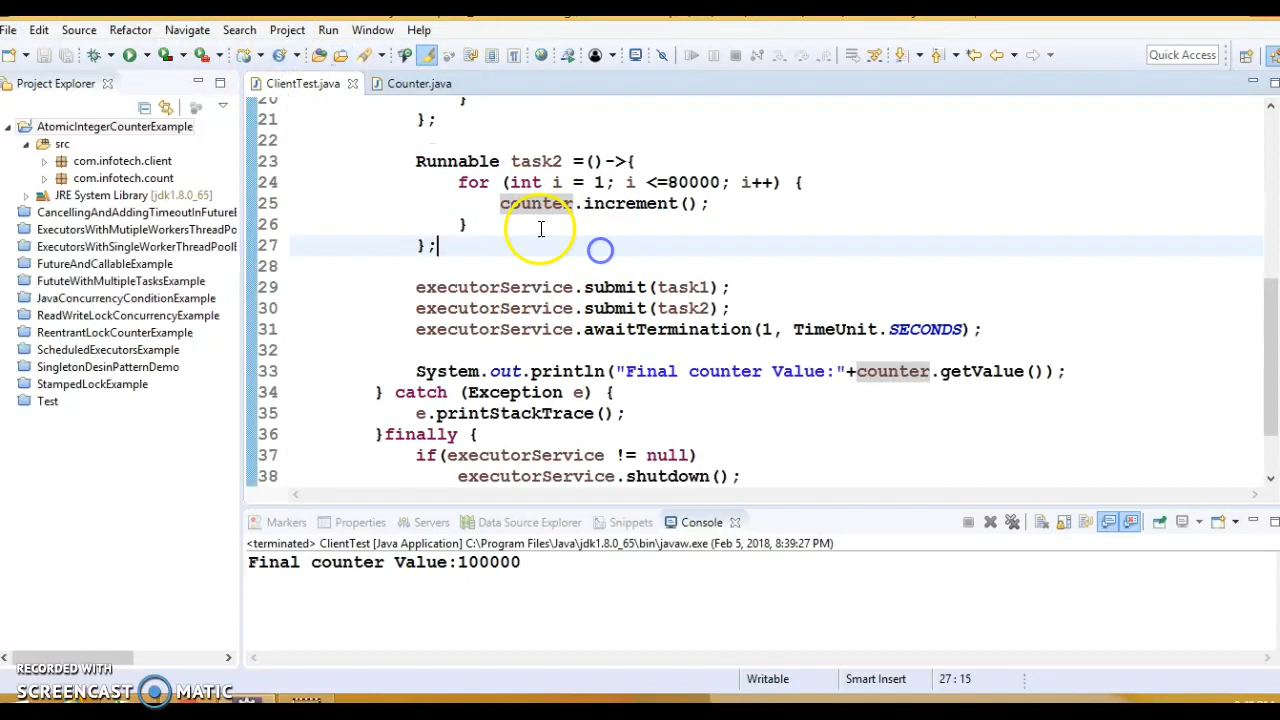 File Edit Source Refactor Navigate Search Project Run Window Help
Quick Access
Project Explorer
ClientTest.java
Counter.java
AtomicIntegerCounterExample
src
com.infotech.client
com.infotech.count
JRE System Library [jdk1.8.0_65]
CancellingAndAddingTimeoutInFutureE
ExecutorsWithMutipleWorkersThreadPo
ExecutorsWithSingleWorkerThreadPoolE
FutureAndCallableExample
FututeWithMultipleTasksExample
JavaConcurrencyConditionExample
ReadWriteLockConcurrencyExample
ReentrantLockCounterExample
ScheduledExecutorsExample
SingletonDesinPatternDemo
StampedLockExample
Test
20 }
21 };
22
23 Runnable task2 =()->{
24 for (int i = 1; i <=80000; i++) {
25 counter.increment();
26 }
27 };
28
29 executorService.submit(task1);
30 executorService.submit(task2);
31 executorService.awaitTermination(1, TimeUnit.SECONDS);
32
33 System.out.println("Final counter Value:"+counter.getValue());
34 } catch (Exception e) {
35 e.printStackTrace();
36 }finally {
37 if(executorService != null)
38 executorService.shutdown();
Markers Properties Servers Data Source Explorer Snippets Console
<terminated> ClientTest [Java Application] C:\Program Files\Java\jdk1.8.0_65\bin\javaw.exe (Feb 5, 2018, 8:39:27 PM)
Final counter Value:100000
Writable Smart Insert 27 : 15
RECORDED WITH
SCREENCAST MATIC